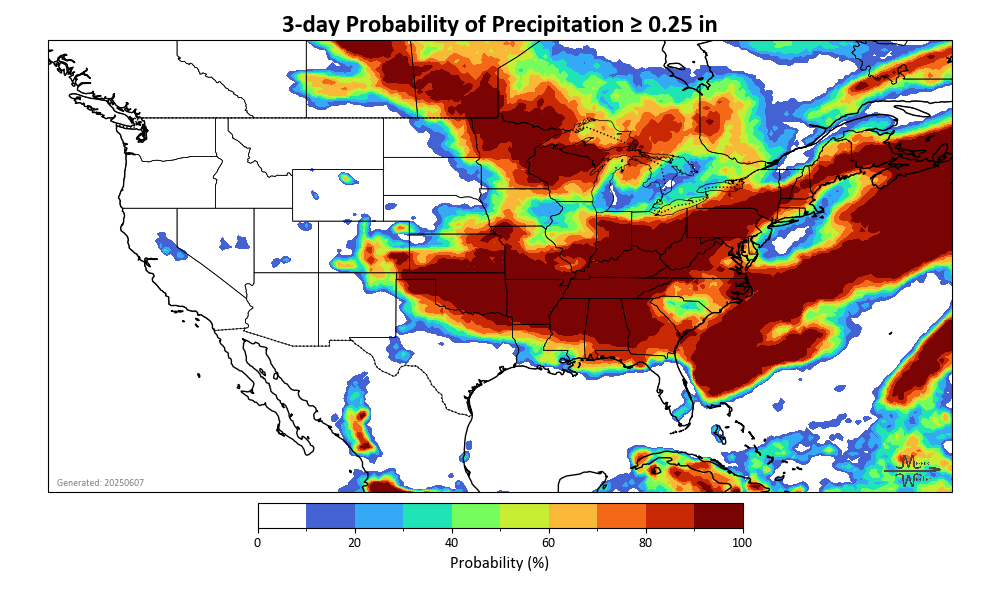 3-day Probability of Precipitation ≥ 0.25 in
Generated: 20250607
0 20 40 60 80 100
Probability (%)